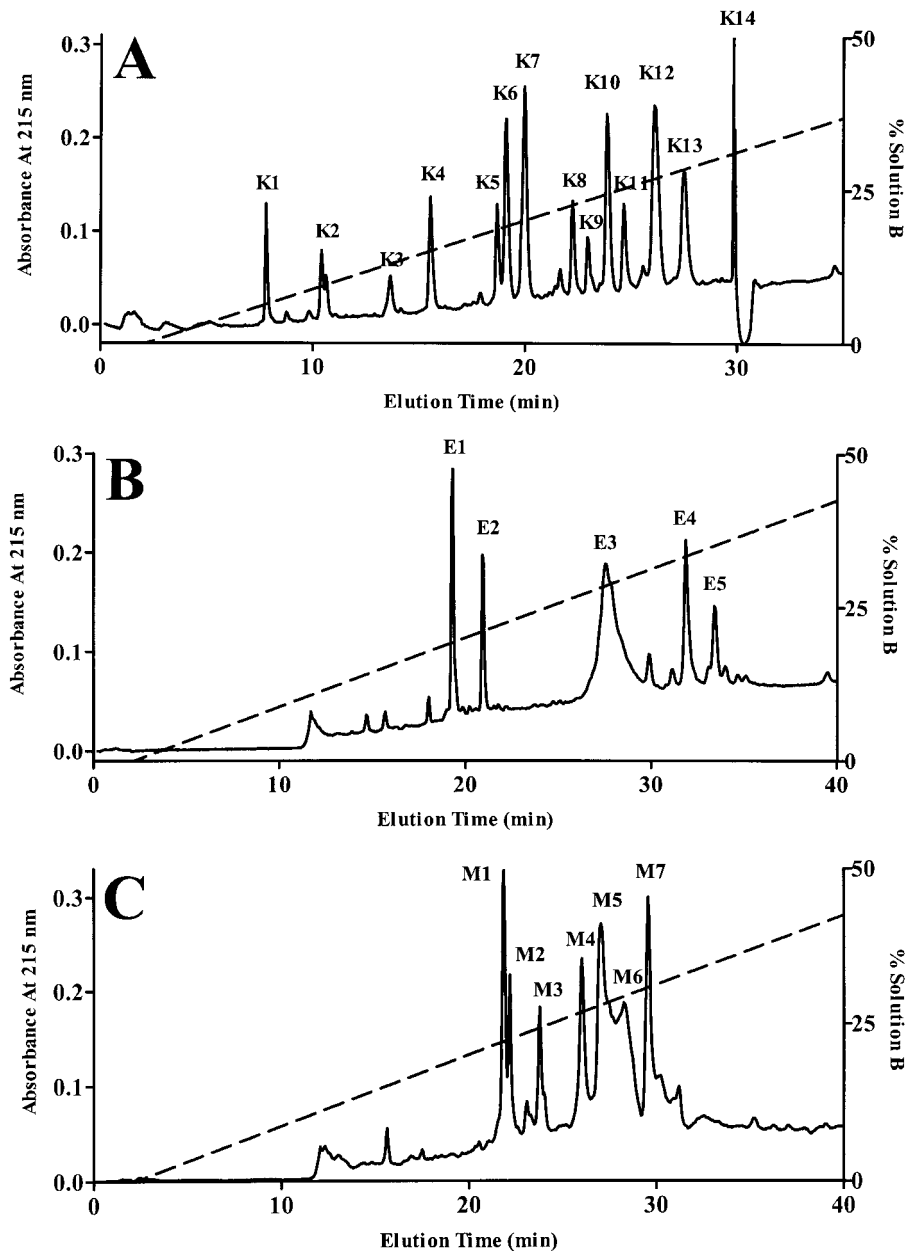 K14
50
0.3
A
K7
K12
K10
K6
K13
0.2
K4
K1
K5
K8
K11
25
0.1
K2
K9
K3
0.0
0
0
10
20
30
Absorbance At 215 nm
% Solution B
Elution Time (min)
0.3
B
E1
50
E4
E2
E3
0.2
E5
25
0.1
0.0
0
0
10
20
30
40
Absorbance At 215 nm
% Solution B
Elution Time (min)
C
M1
M7
50
0.3
M5
M4
M2
M6
M3
0.2
25
0.1
0.0
0
0
10
20
30
40
Absorbance At 215 nm
% Solution B
Elution Time (min)